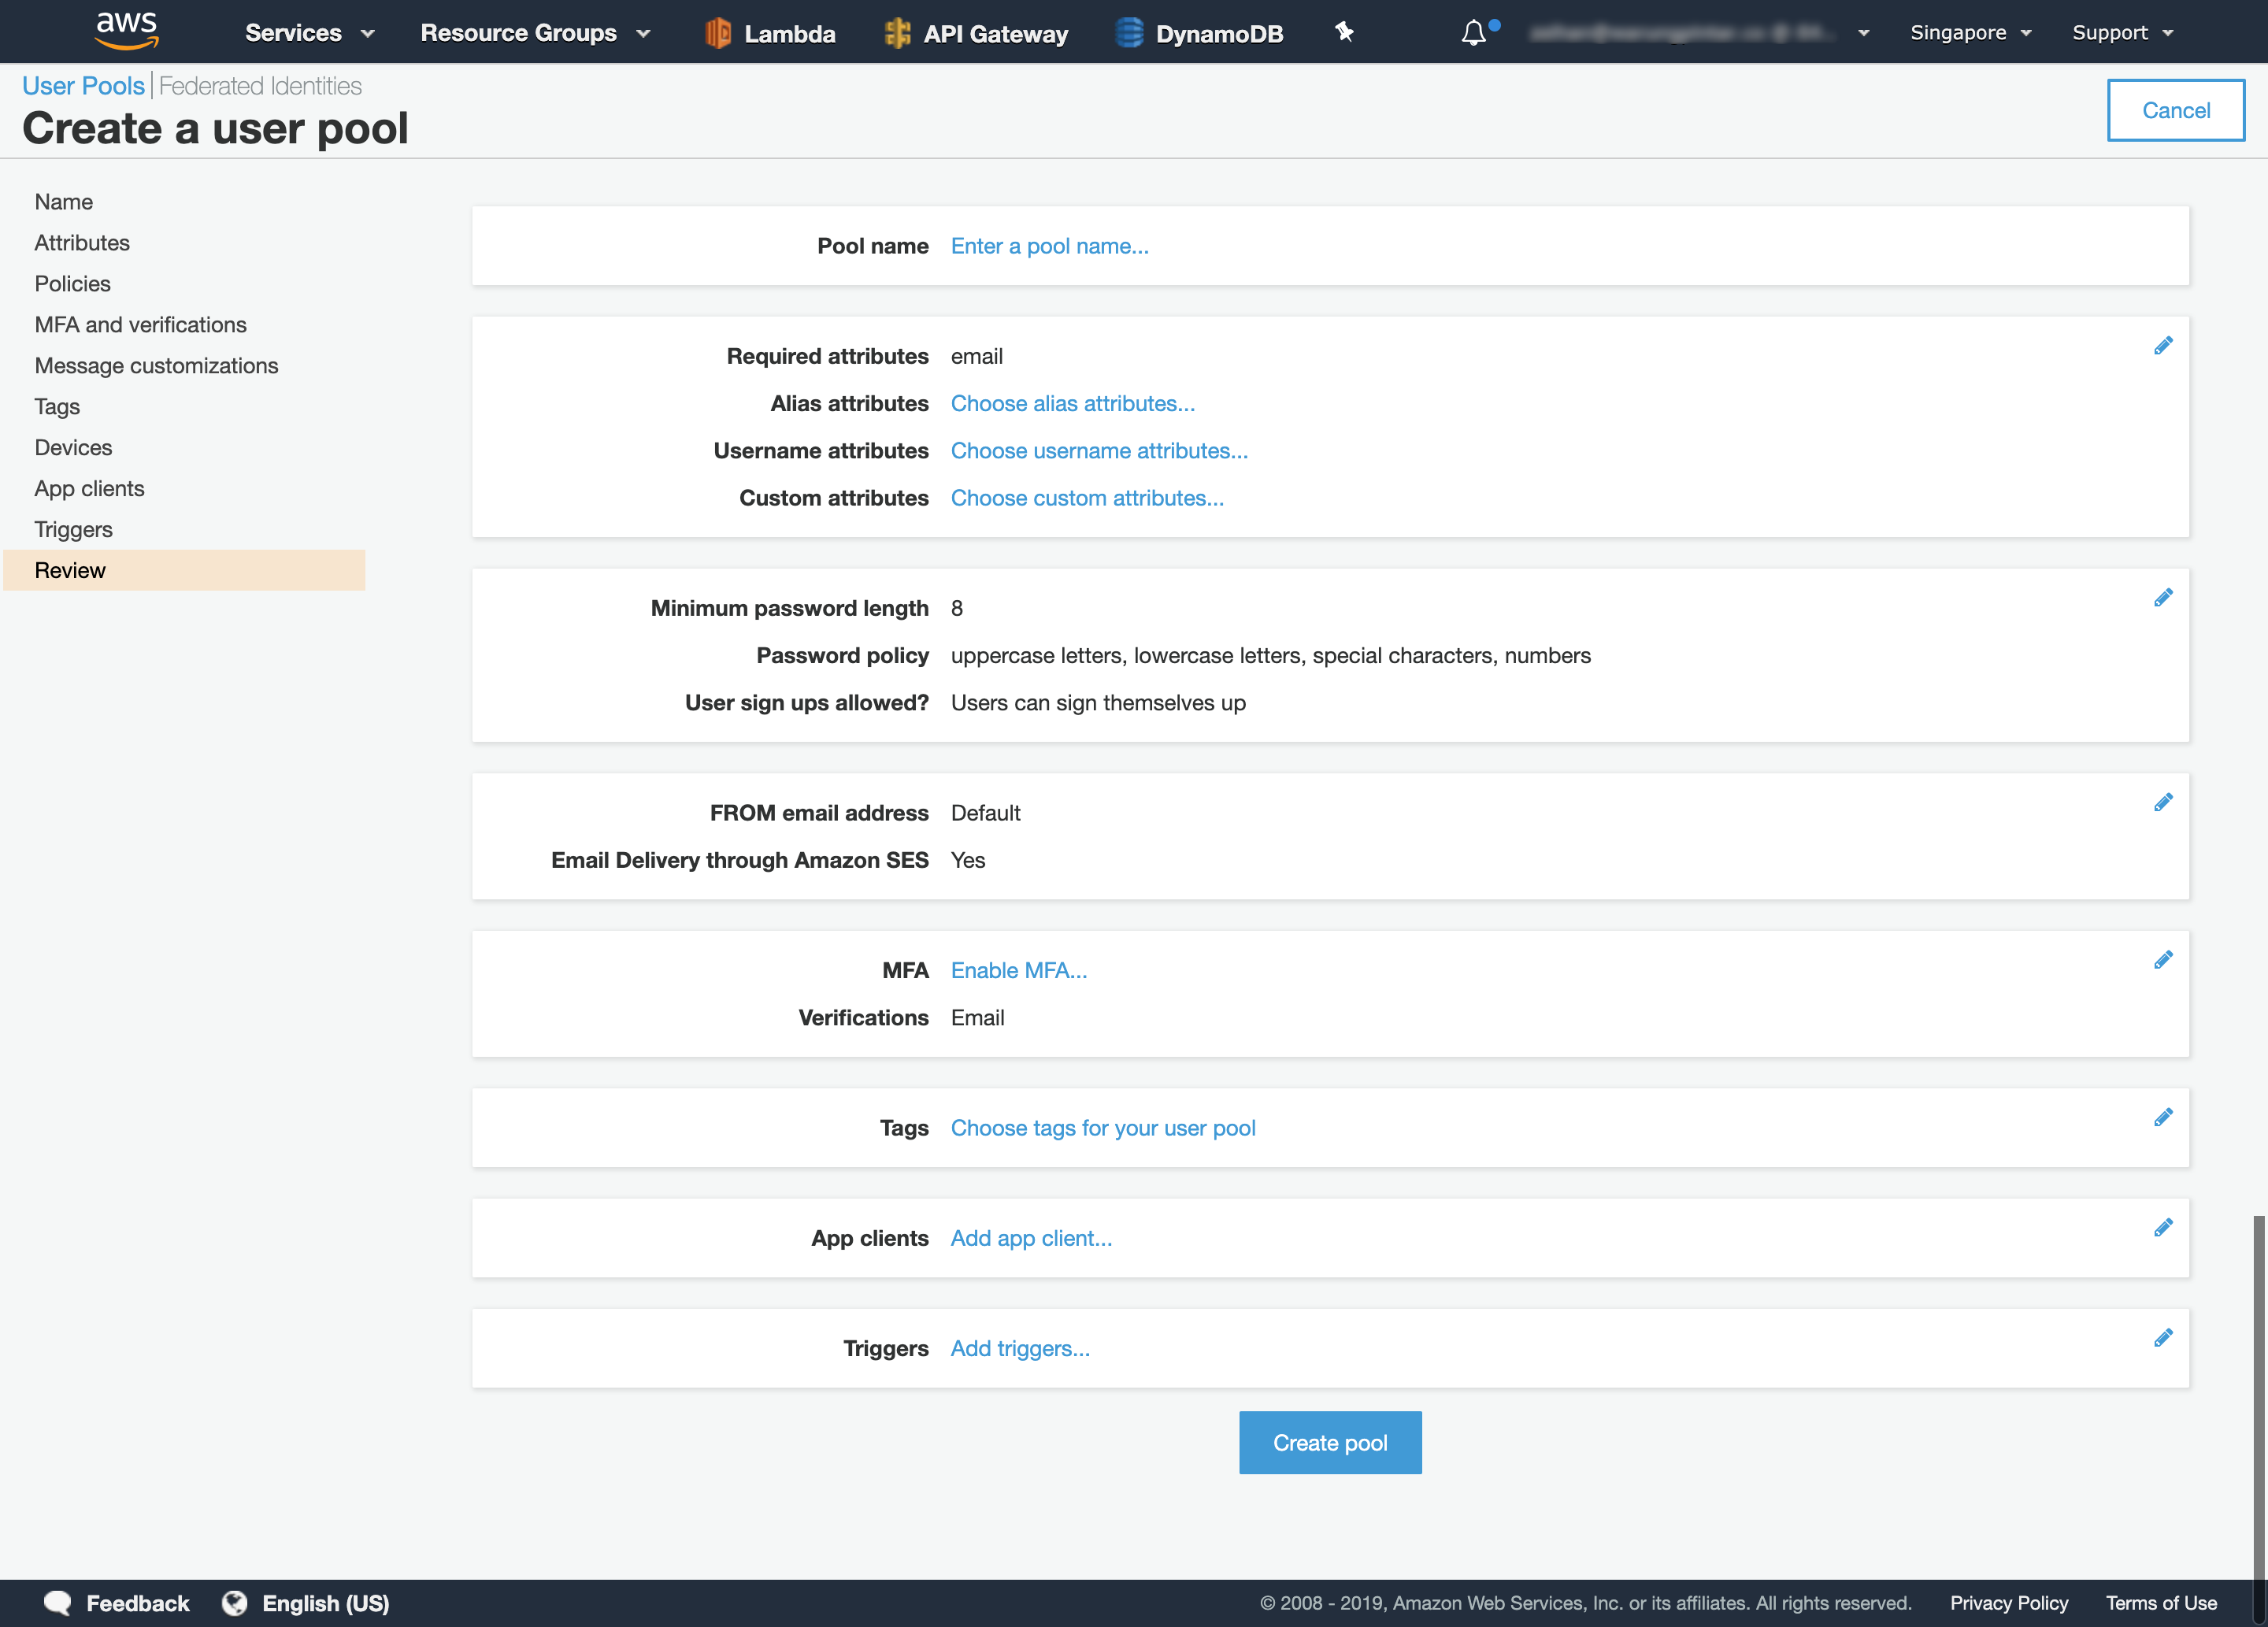 aws Services Resource Groups Lambda API Gateway DynamoDB Singapore Support
User Pools Federated Identities
Create a user pool
Cancel
Name
Attributes
Policies
MFA and verifications
Message customizations
Tags
Devices
App clients
Triggers
Review
Pool name Enter a pool name...
Required attributes email
Alias attributes Choose alias attributes...
Username attributes Choose username attributes...
Custom attributes Choose custom attributes...
Minimum password length 8
Password policy uppercase letters, lowercase letters, special characters, numbers
User sign ups allowed? Users can sign themselves up
FROM email address Default
Email Delivery through Amazon SES Yes
MFA Enable MFA...
Verifications Email
Tags Choose tags for your user pool
App clients Add app client...
Triggers Add triggers...
Create pool
Feedback English (US) © 2008 - 2019, Amazon Web Services, Inc. or its affiliates. All rights reserved. Privacy Policy Terms of Use